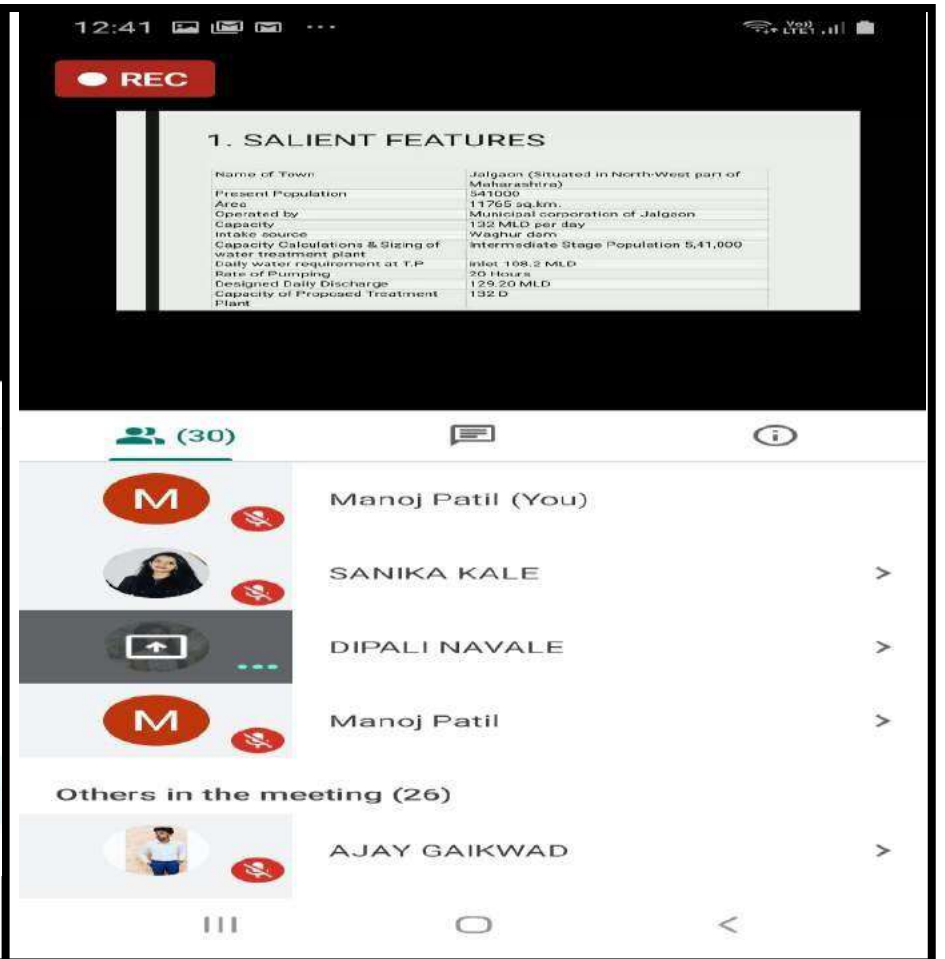 12:41
Vo))
LTE1
REC
1. SALIENT FEATURES
Name of Town Jalgaon (Situated in North-West part of
Maharashtra)
Present Population 541000
Area 11765 sq.km.
Operated by Municipal corporation of Jalgaon
Capacity 132 MLD per day
Intake source Waghur dam
Capacity Calculations & Sizing of Intermediate Stage Population 5,41,000
water treatment plant
Daily water requirement at T.P inlet 108.2 MLD
Rate of Pumping 20 Hours
Designed Daily Discharge 129.20 MLD
Capacity of Proposed Treatment 132 D
Plant
(30)
M
Manoj Patil (You)
SANIKA KALE
DIPALI NAVALE
M
Manoj Patil
Others in the meeting (26)
AJAY GAIKWAD